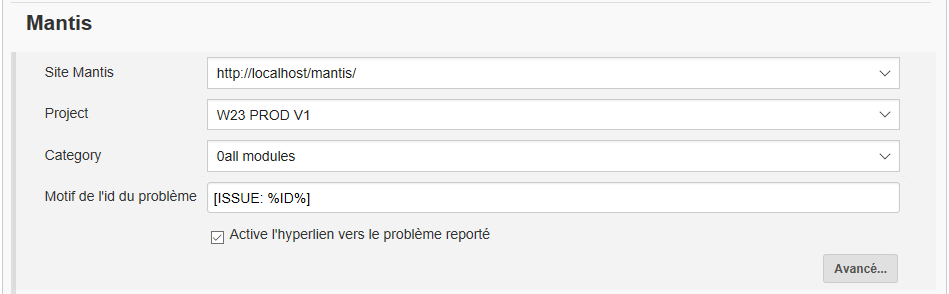 Mantis
Site Mantis http://localhost/mantis/
Project W23 PROD V1
Category 0all modules
Motif de l'id du problème [ISSUE: %ID%]
Active l'hyperlien vers le problème reporté
Avancé...